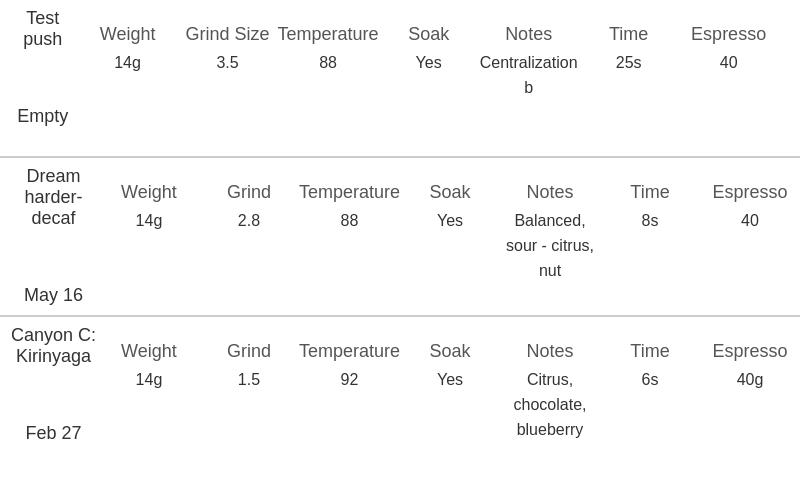 Test push
Weight Grind Size Temperature Soak Notes Time Espresso
14g 3.5 88 Yes Centralization 25s 40
b
Empty
Dream harder-decaf
Weight Grind Temperature Soak Notes Time Espresso
14g 2.8 88 Yes Balanced, 8s 40
sour - citrus,
nut
May 16
Canyon C: Kirinyaga
Weight Grind Temperature Soak Notes Time Espresso
14g 1.5 92 Yes Citrus, 6s 40g
chocolate,
blueberry
Feb 27